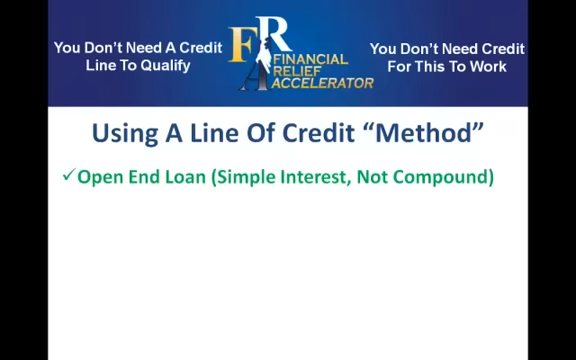 You Don't Need A Credit
Line To Qualify
FRA
FINANCIAL
RELIEF
ACCELERATOR
You Don't Need Credit
For This To Work
Using A Line Of Credit “Method”
✓Open End Loan (Simple Interest, Not Compound)